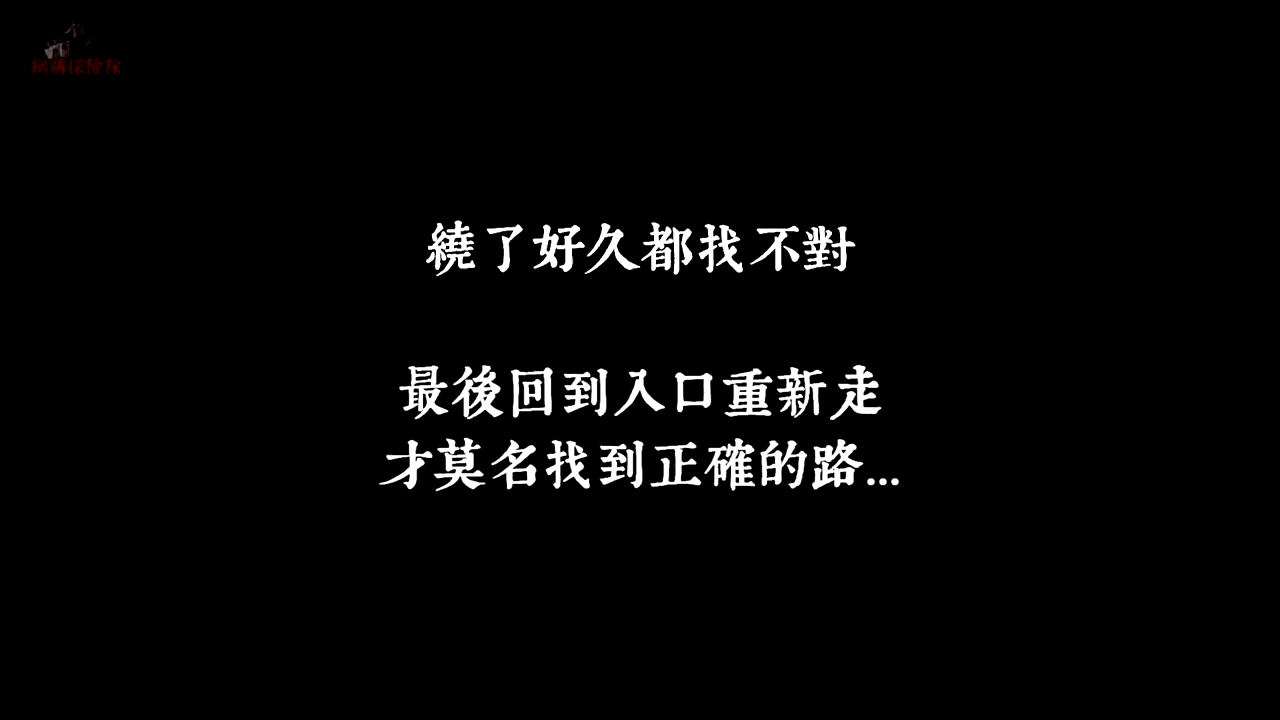 繞了好久都找不對
最後回到入口重新走
才莫名找到正確的路...